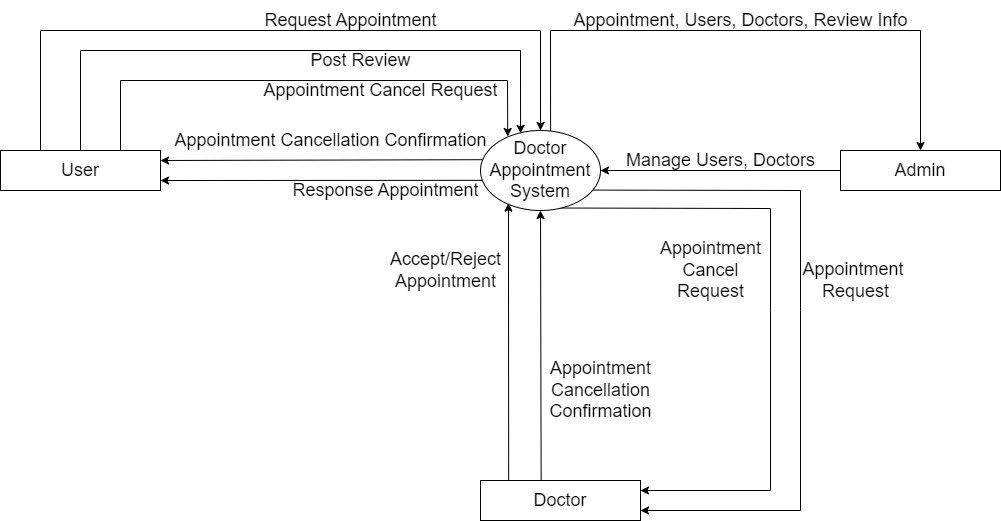 Request Appointment
Appointment, Users, Doctors, Review Info
Post Review
Appointment Cancel Request
Appointment Cancellation Confirmation
Response Appointment
User
Doctor
Appointment
System
Manage Users, Doctors
Admin
Accept/Reject
Appointment
Appointment
Cancel
Request
Appointment
Request
Appointment
Cancellation
Confirmation
Doctor